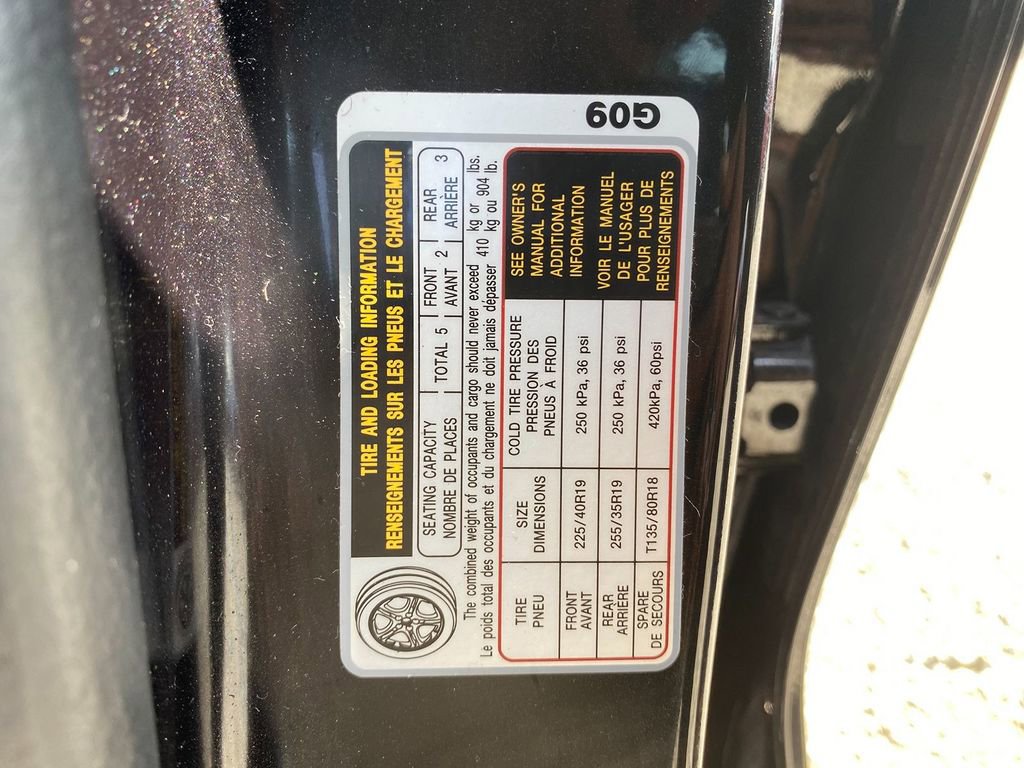 G09
TIRE AND LOADING INFORMATION
RENSEIGNEMENTS SUR LES PNEUS ET LE CHARGEMENT
SEATING CAPACITY TOTAL 5 FRONT 2 REAR 3
NOMBRE DE PLACES AVANT ARRIÈRE
The combined weight of occupants and cargo should never exceed 410 kg or 904 lbs.
Le poids total des occupants et du chargement ne doit jamais dépasser 410 kg ou 904 lb.
TIRE SIZE COLD TIRE PRESSURE
PNEU DIMENSIONS PRESSION DES
PNEUS À FROID
FRONT 225/40R19 250 kPa, 36 psi
AVANT
REAR 255/35R19 250 kPa, 36 psi
ARRIÈRE
SPARE T135/80R18 420kPa, 60psi
DE SECOURS
SEE OWNER'S
MANUAL FOR
ADDITIONAL
INFORMATION
VOIR LE MANUEL
DE L'USAGER
POUR PLUS DE
RENSEIGNEMENTS